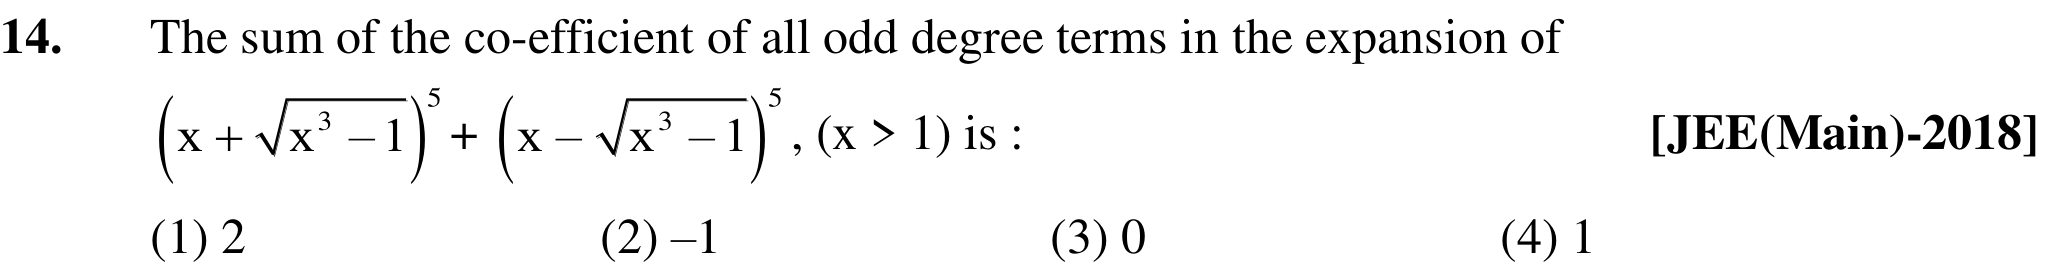 14. The sum of the co-efficient of all odd degree terms in the expansion of
(x + √(x³ – 1))⁵ + (x – √(x³ – 1))⁵ , (x > 1) is : [JEE(Main)-2018]
(1) 2 (2) –1 (3) 0 (4) 1